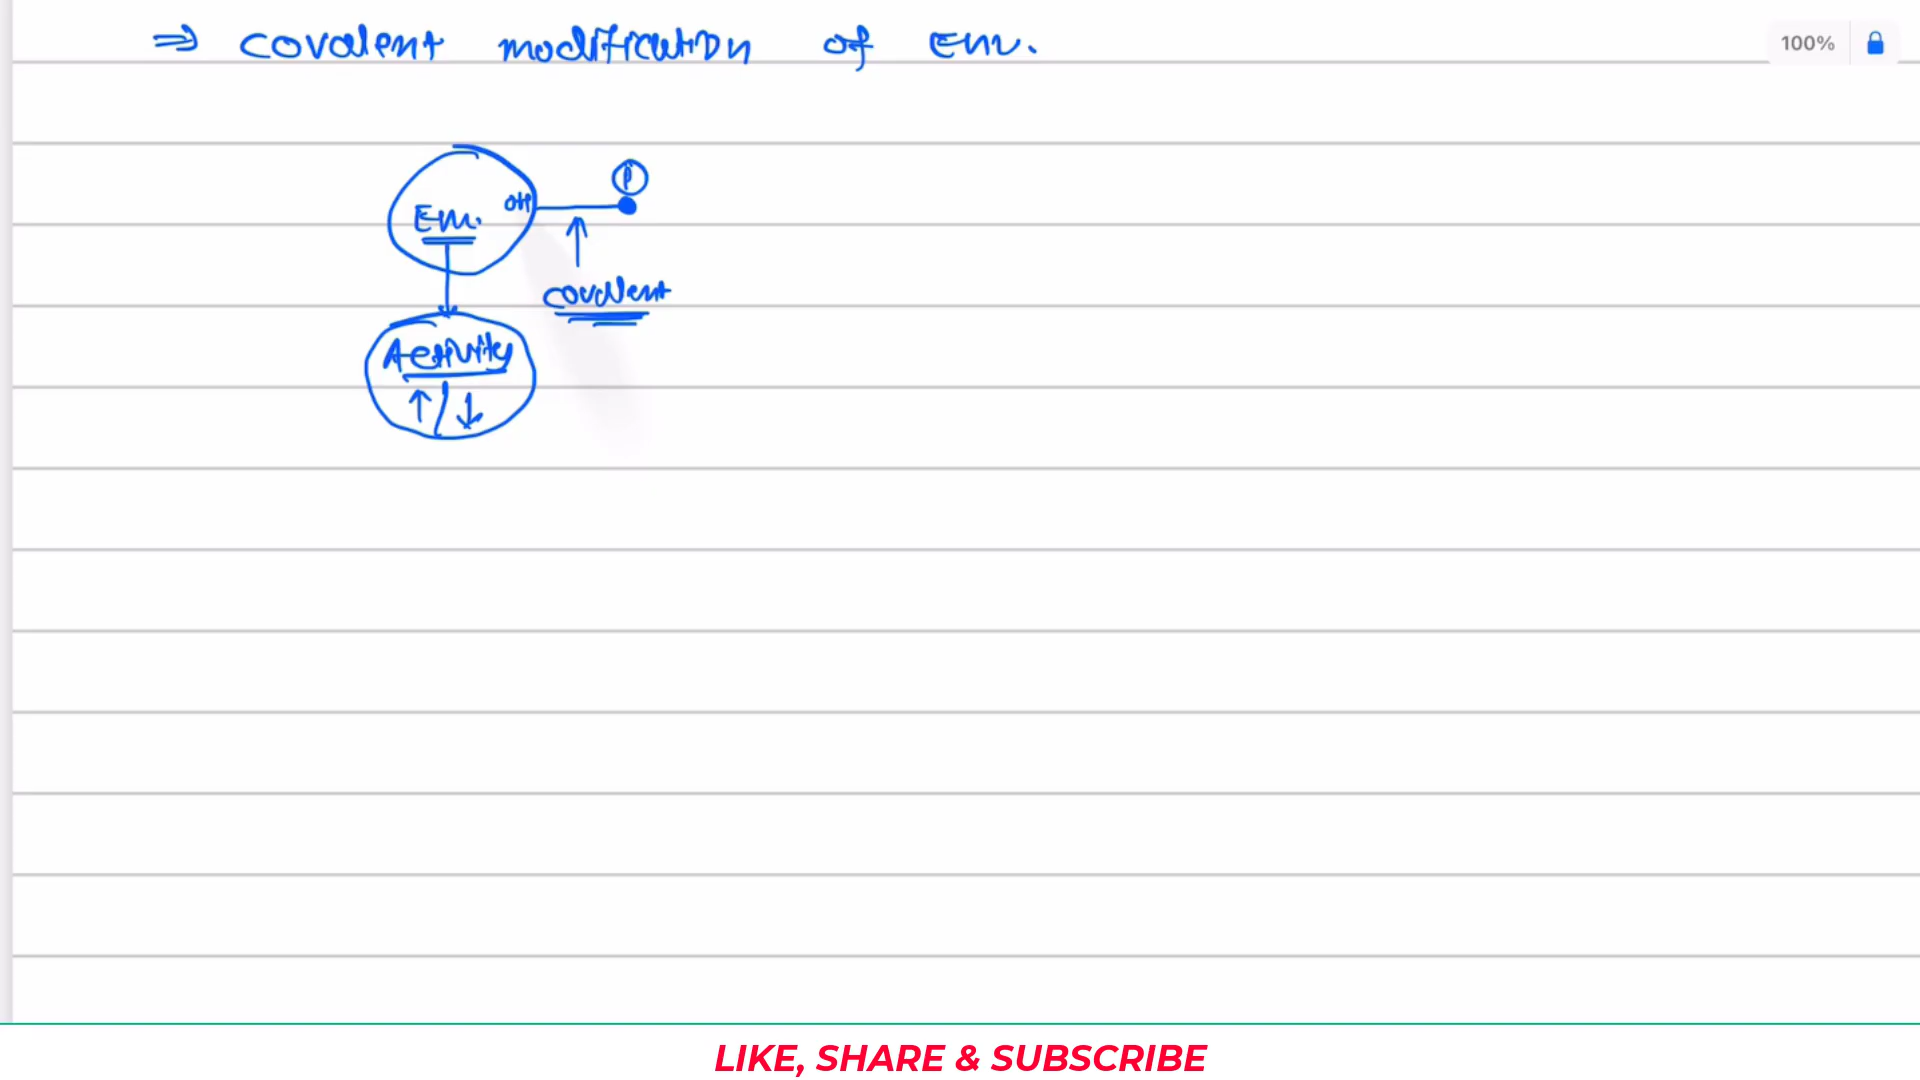 ⇒ covalent modification of Enz.
100%
P
OH
Enz.
covalent
Activity
↑/↓
LIKE, SHARE & SUBSCRIBE